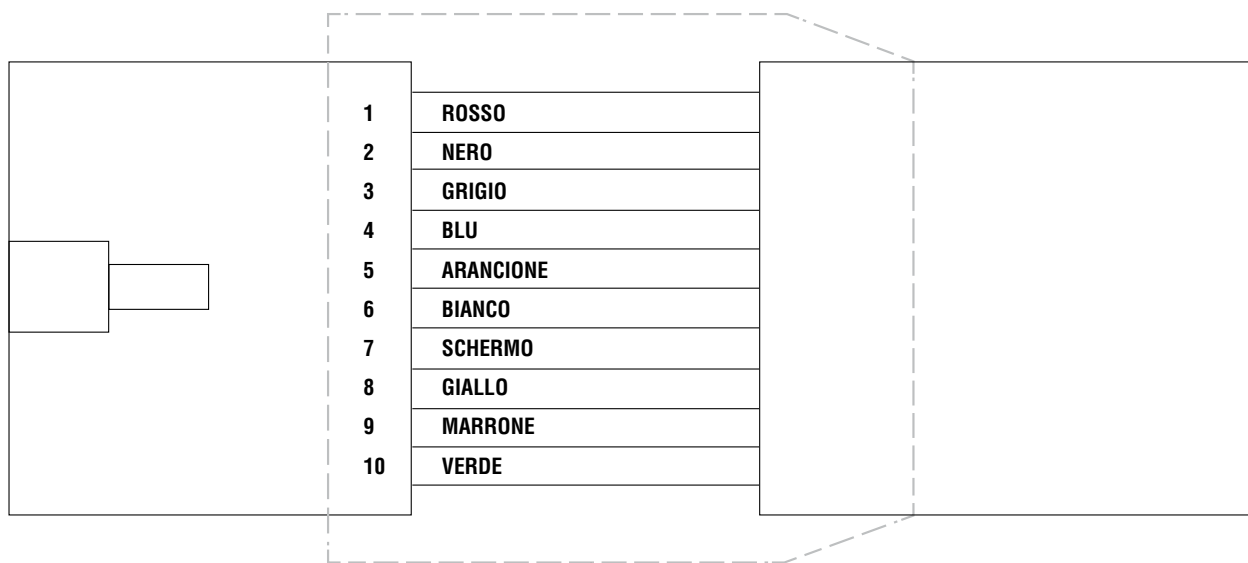 1 ROSSO
2 NERO
3 GRIGIO
4 BLU
5 ARANCIONE
6 BIANCO
7 SCHERMO
8 GIALLO
9 MARRONE
10 VERDE